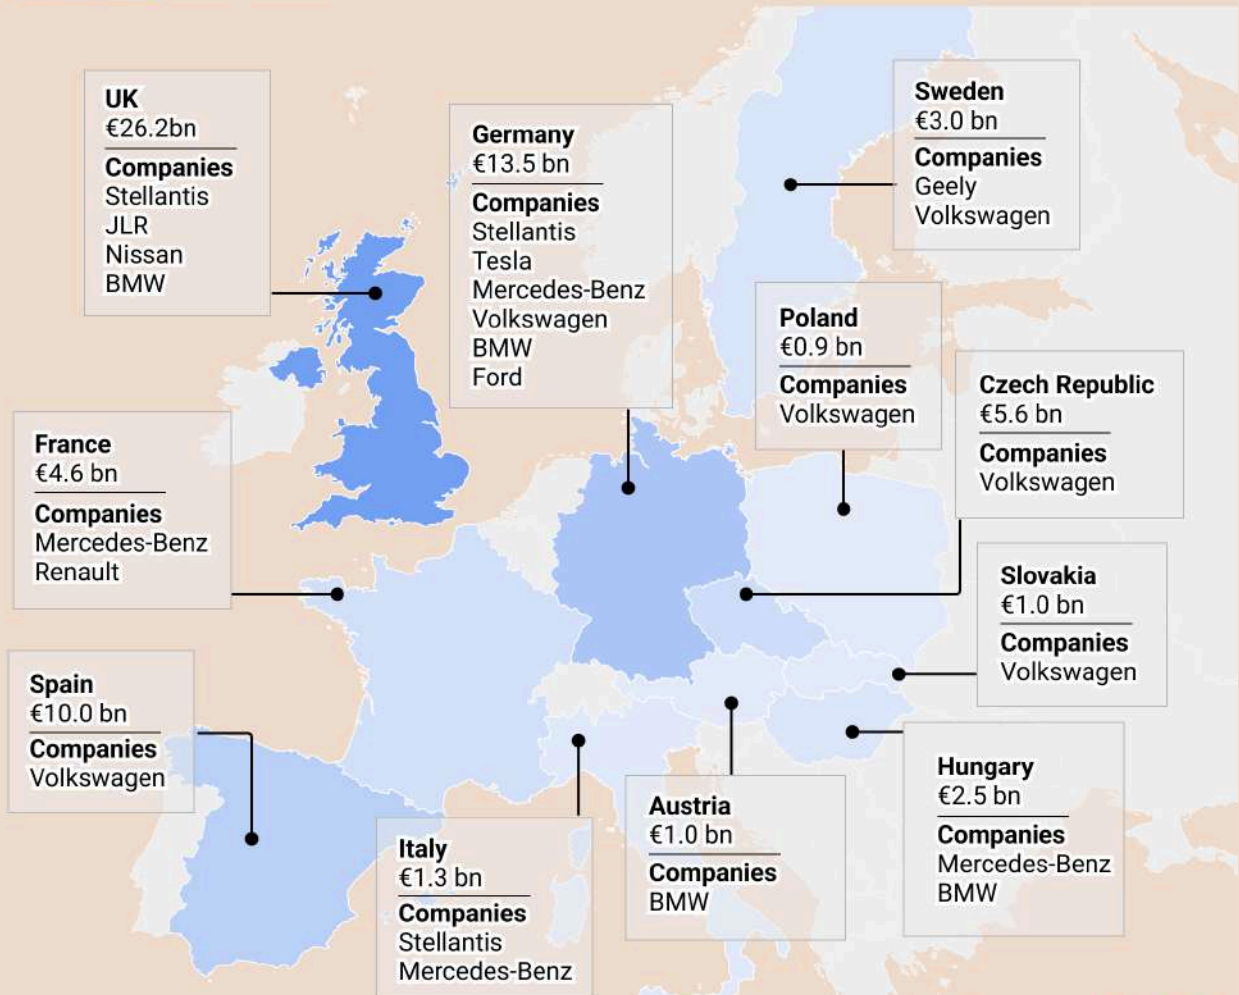 UK
€26.2bn
Companies
Stellantis
JLR
Nissan
BMW
Germany
€13.5 bn
Companies
Stellantis
Tesla
Mercedes-Benz
Volkswagen
BMW
Ford
Sweden
€3.0 bn
Companies
Geely
Volkswagen
Poland
€0.9 bn
Companies
Volkswagen
Czech Republic
€5.6 bn
Companies
Volkswagen
France
€4.6 bn
Companies
Mercedes-Benz
Renault
Slovakia
€1.0 bn
Companies
Volkswagen
Spain
€10.0 bn
Companies
Volkswagen
Hungary
€2.5 bn
Companies
Mercedes-Benz
BMW
Austria
€1.0 bn
Companies
BMW
Italy
€1.3 bn
Companies
Stellantis
Mercedes-Benz